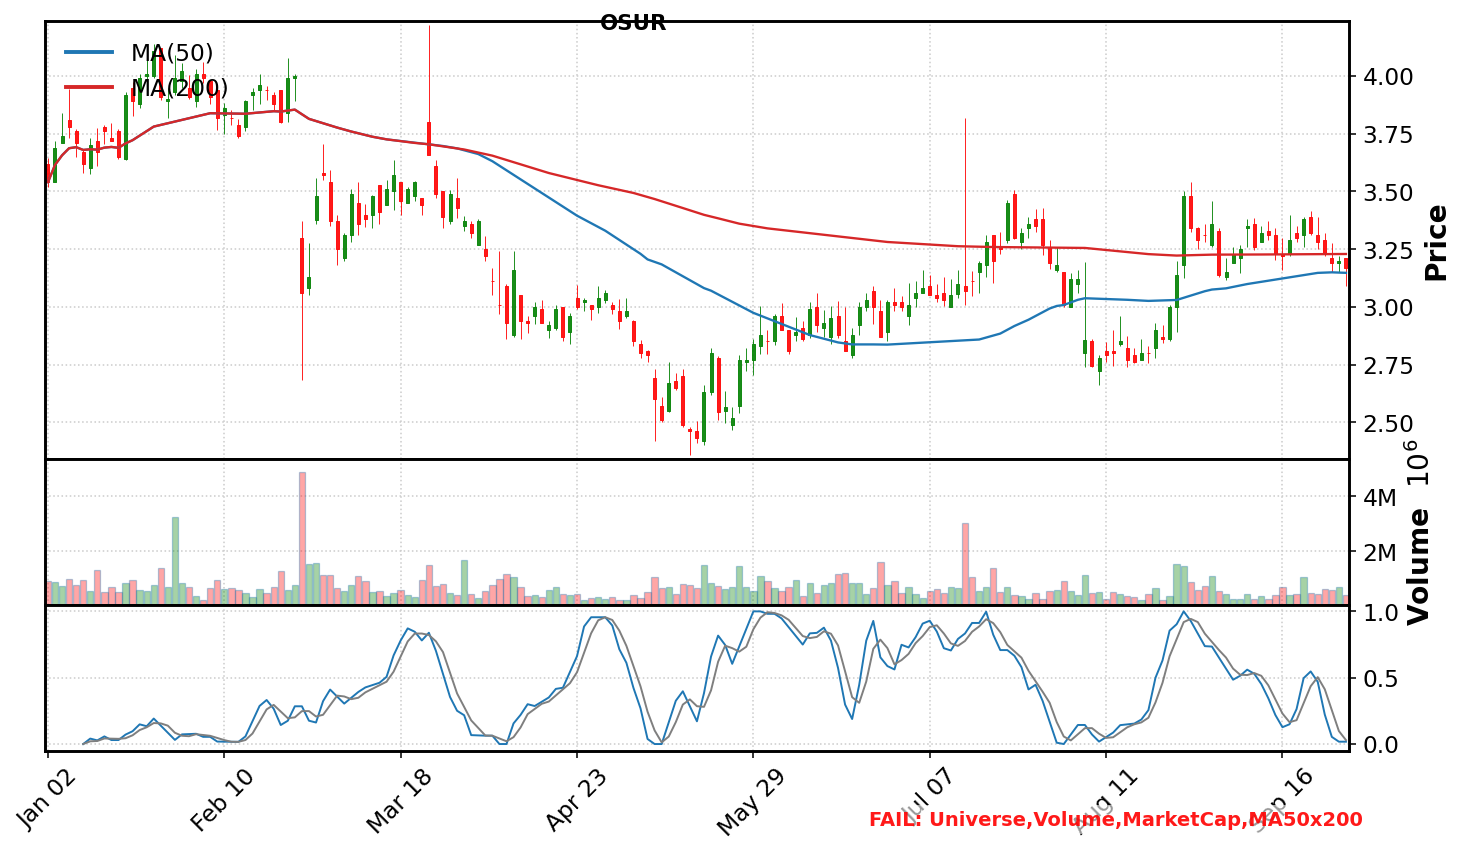 OSUR
MA(50)
MA(200)
4.00
3.75
3.50
3.25
3.00
2.75
2.50
Price
4M
2M
Volume 10^6
1.0
0.5
0.0
Jan 02
Feb 10
Mar 18
Apr 23
May 29
Jul 07
Aug 11
Sep 16
FAIL: Universe,Volume,MarketCap,MA50x200